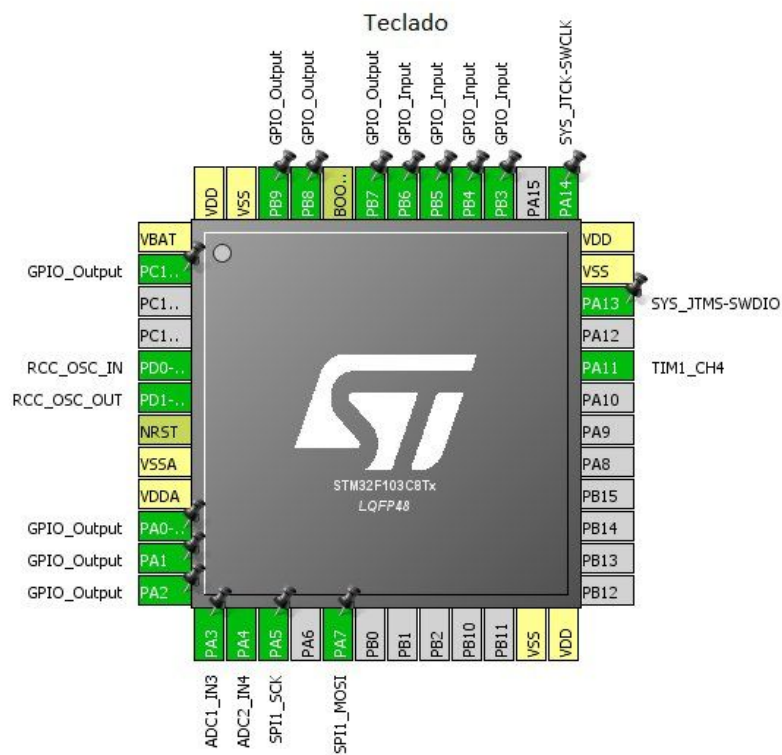 Teclado
GPIO_Output
GPIO_Output
GPIO_Output
GPIO_Input
GPIO_Input
GPIO_Input
GPIO_Input
SYS_JTCK-SWCLK
VDD
VSS
PB9
PB8
BOO..
PB7
PB6
PB5
PB4
PB3
PA15
PA14
VBAT
GPIO_Output PC1..
PC1..
PC1..
RCC_OSC_IN PD0-..
RCC_OSC_OUT PD1-..
NRST
VSSA
VDDA
GPIO_Output PA0-..
GPIO_Output PA1
GPIO_Output PA2
STM32F103C8Tx
LQFP48
VDD
VSS
PA13 SYS_JTMS-SWDIO
PA12
PA11 TIM1_CH4
PA10
PA9
PA8
PB15
PB14
PB13
PB12
PA3
PA4
PA5
PA6
PA7
PB0
PB1
PB2
PB10
PB11
VSS
VDD
ADC1_IN3
ADC2_IN4
SPI1_SCK
SPI1_MOSI